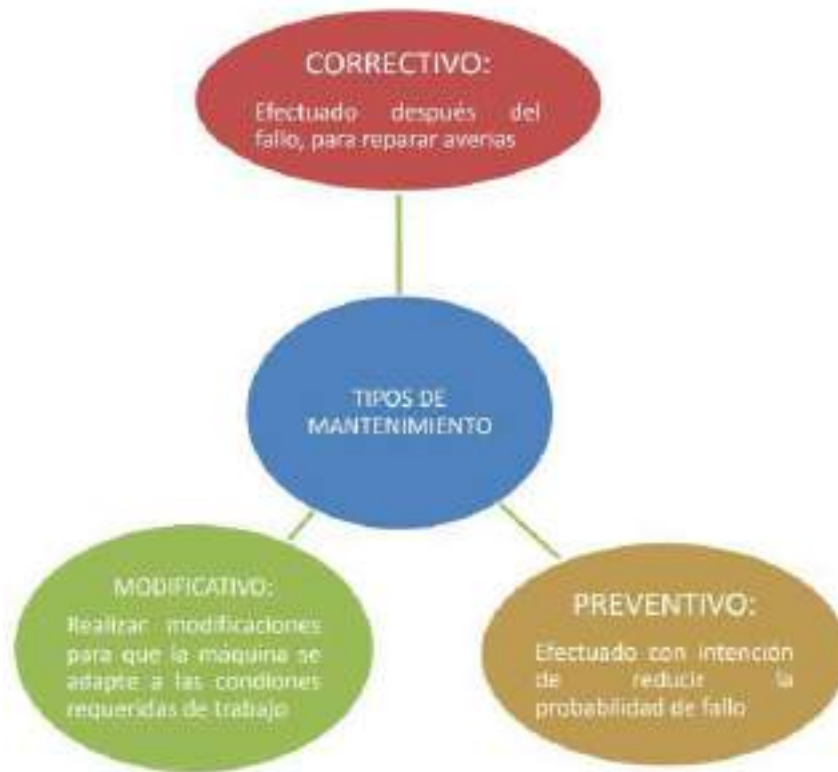 CORRECTIVO:
Efectuado después del
fallo, para reparar averias
TIPOS DE
MANTENIMIENTO
MODIFICATIVO:
Realizar modificaciones
para que la máquina se
adapte a las condiones
requeridas de trabajo
PREVENTIVO:
Efectuado con intención
de reducir la
probabilidad de fallo